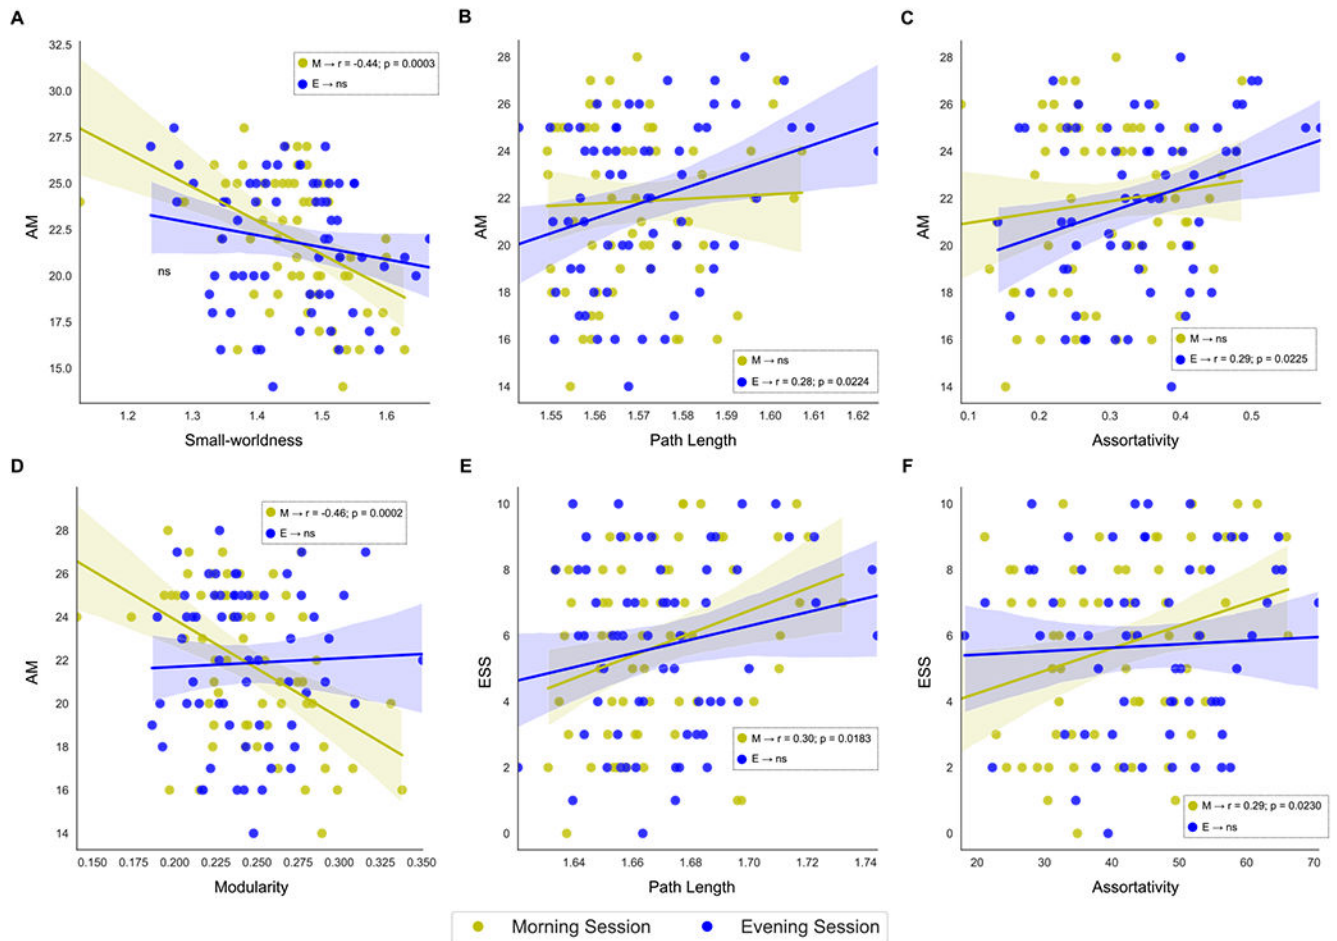 A
32.5
30.0
27.5
25.0
22.5
20.0
17.5
15.0
AM
M → r = -0.44; p = 0.0003
E → ns
ns
1.2 1.3 1.4 1.5 1.6
Small-worldness
B
28
26
24
22
20
18
16
14
AM
M → ns
E → r = 0.28; p = 0.0224
1.55 1.56 1.57 1.58 1.59 1.60 1.61 1.62
Path Length
C
28
26
24
22
20
18
16
14
AM
M → ns
E → r = 0.29; p = 0.0225
0.1 0.2 0.3 0.4 0.5
Assortativity
D
28
26
24
22
20
18
16
14
AM
M → r = -0.46; p = 0.0002
E → ns
0.150 0.175 0.200 0.225 0.250 0.275 0.300 0.325 0.350
Modularity
E
10
8
6
4
2
0
ESS
M → r = 0.30; p = 0.0183
E → ns
1.64 1.66 1.68 1.70 1.72 1.74
Path Length
F
10
8
6
4
2
0
ESS
M → r = 0.29; p = 0.0230
E → ns
20 30 40 50 60 70
Assortativity
Morning Session Evening Session